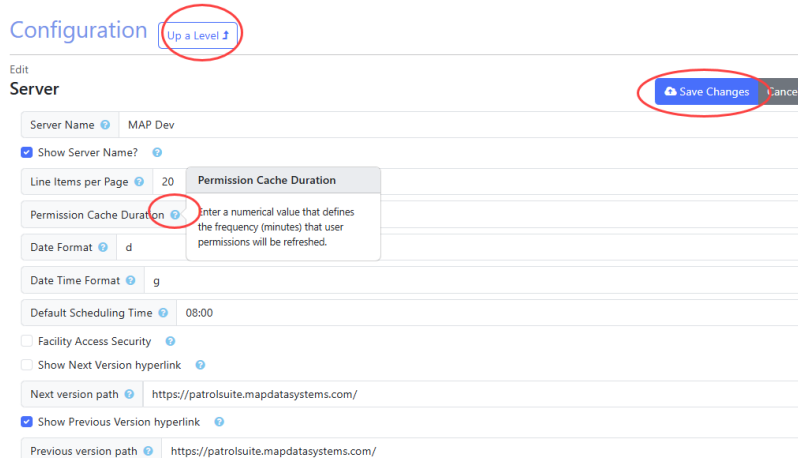 Configuration Up a Level
Edit
Server
Save Changes Cance
Server Name MAP Dev
Show Server Name?
Line Items per Page 20
Permission Cache Duration
Permission Cache Duration
Enter a numerical value that defines
the frequency (minutes) that user
permissions will be refreshed.
Date Format d
Date Time Format g
Default Scheduling Time 08:00
Facility Access Security
Show Next Version hyperlink
Next version path https://patrolsuite.mapdatasystems.com/
Show Previous Version hyperlink
Previous version path https://patrolsuite.mapdatasystems.com/